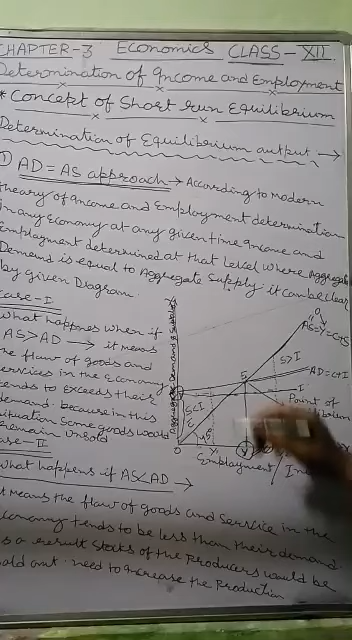 CHAPTER-3 Economics CLASS-XII
Determination of Income and Employment
* Concept of Short run Equilibrium
Determination of Equilibrium output →
1) AD=AS approach → According to Modern
theory of Income and Employment determination
in any Economy at any given time Income and
Employment determined at that Level where Aggregate
Demand is equal to Aggregate Supply. it can be clear
by given Diagram
case-I
What happnes when if
AS>AD → it means
the flow of goods and
services in the Economy
tends to exceeds their
demand. because in this
situation Some goods would
remain unsold
case-II
What happens if AS<AD →
it means the flow of goods and service in the
economy tends to be less than their demand.
as a result stocks of the Producers would be
sold out. need to increase the Production
Aggregate Demand & Supply
Y
AS=Y=C+S
S>I
AD=C+I
I
E
S<I
45°
Point of
O
Y
Employment